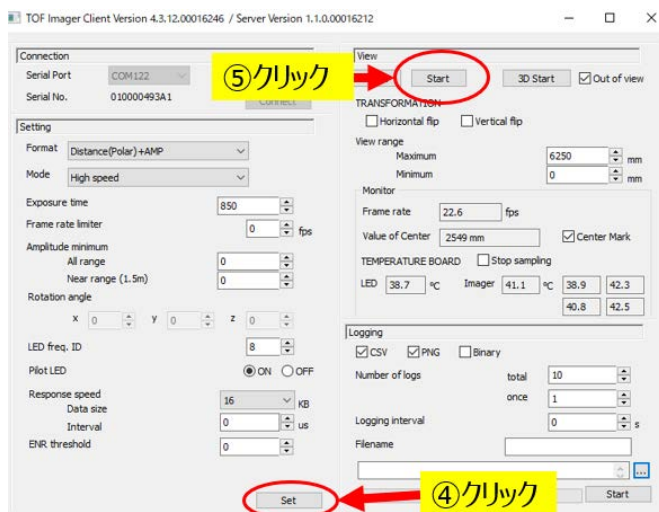 TOF Imager Client Version 4.3.12.00016246 / Server Version 1.1.0.00016212
Connection
Serial Port COM122
Serial No. 010000493A1
Connect
⑤クリック
Setting
Format Distance(Polar)+AMP
Mode High speed
Exposure time 850
Frame rate limiter 0 fps
Amplitude minimum
All range 0
Near range (1.5m) 0
Rotation angle
x 0 y 0 z 0
LED freq. ID 8
Pilot LED ON OFF
Response speed
Data size 16 KB
Interval 0 us
ENR threshold 0
Set
④クリック
View
Start 3D Start Out of view
TRANSFORMATION
Horizontal flip Vertical flip
View range
Maximum 6250 mm
Minimum 0 mm
Monitor
Frame rate 22.6 fps
Value of Center 2549 mm Center Mark
TEMPERATURE BOARD Stop sampling
LED 38.7 ℃ Imager 41.1 ℃ 38.9 42.3
40.8 42.5
Logging
CSV PNG Binary
Number of logs total 10
once 1
Logging interval 0 s
Filename
...
Start